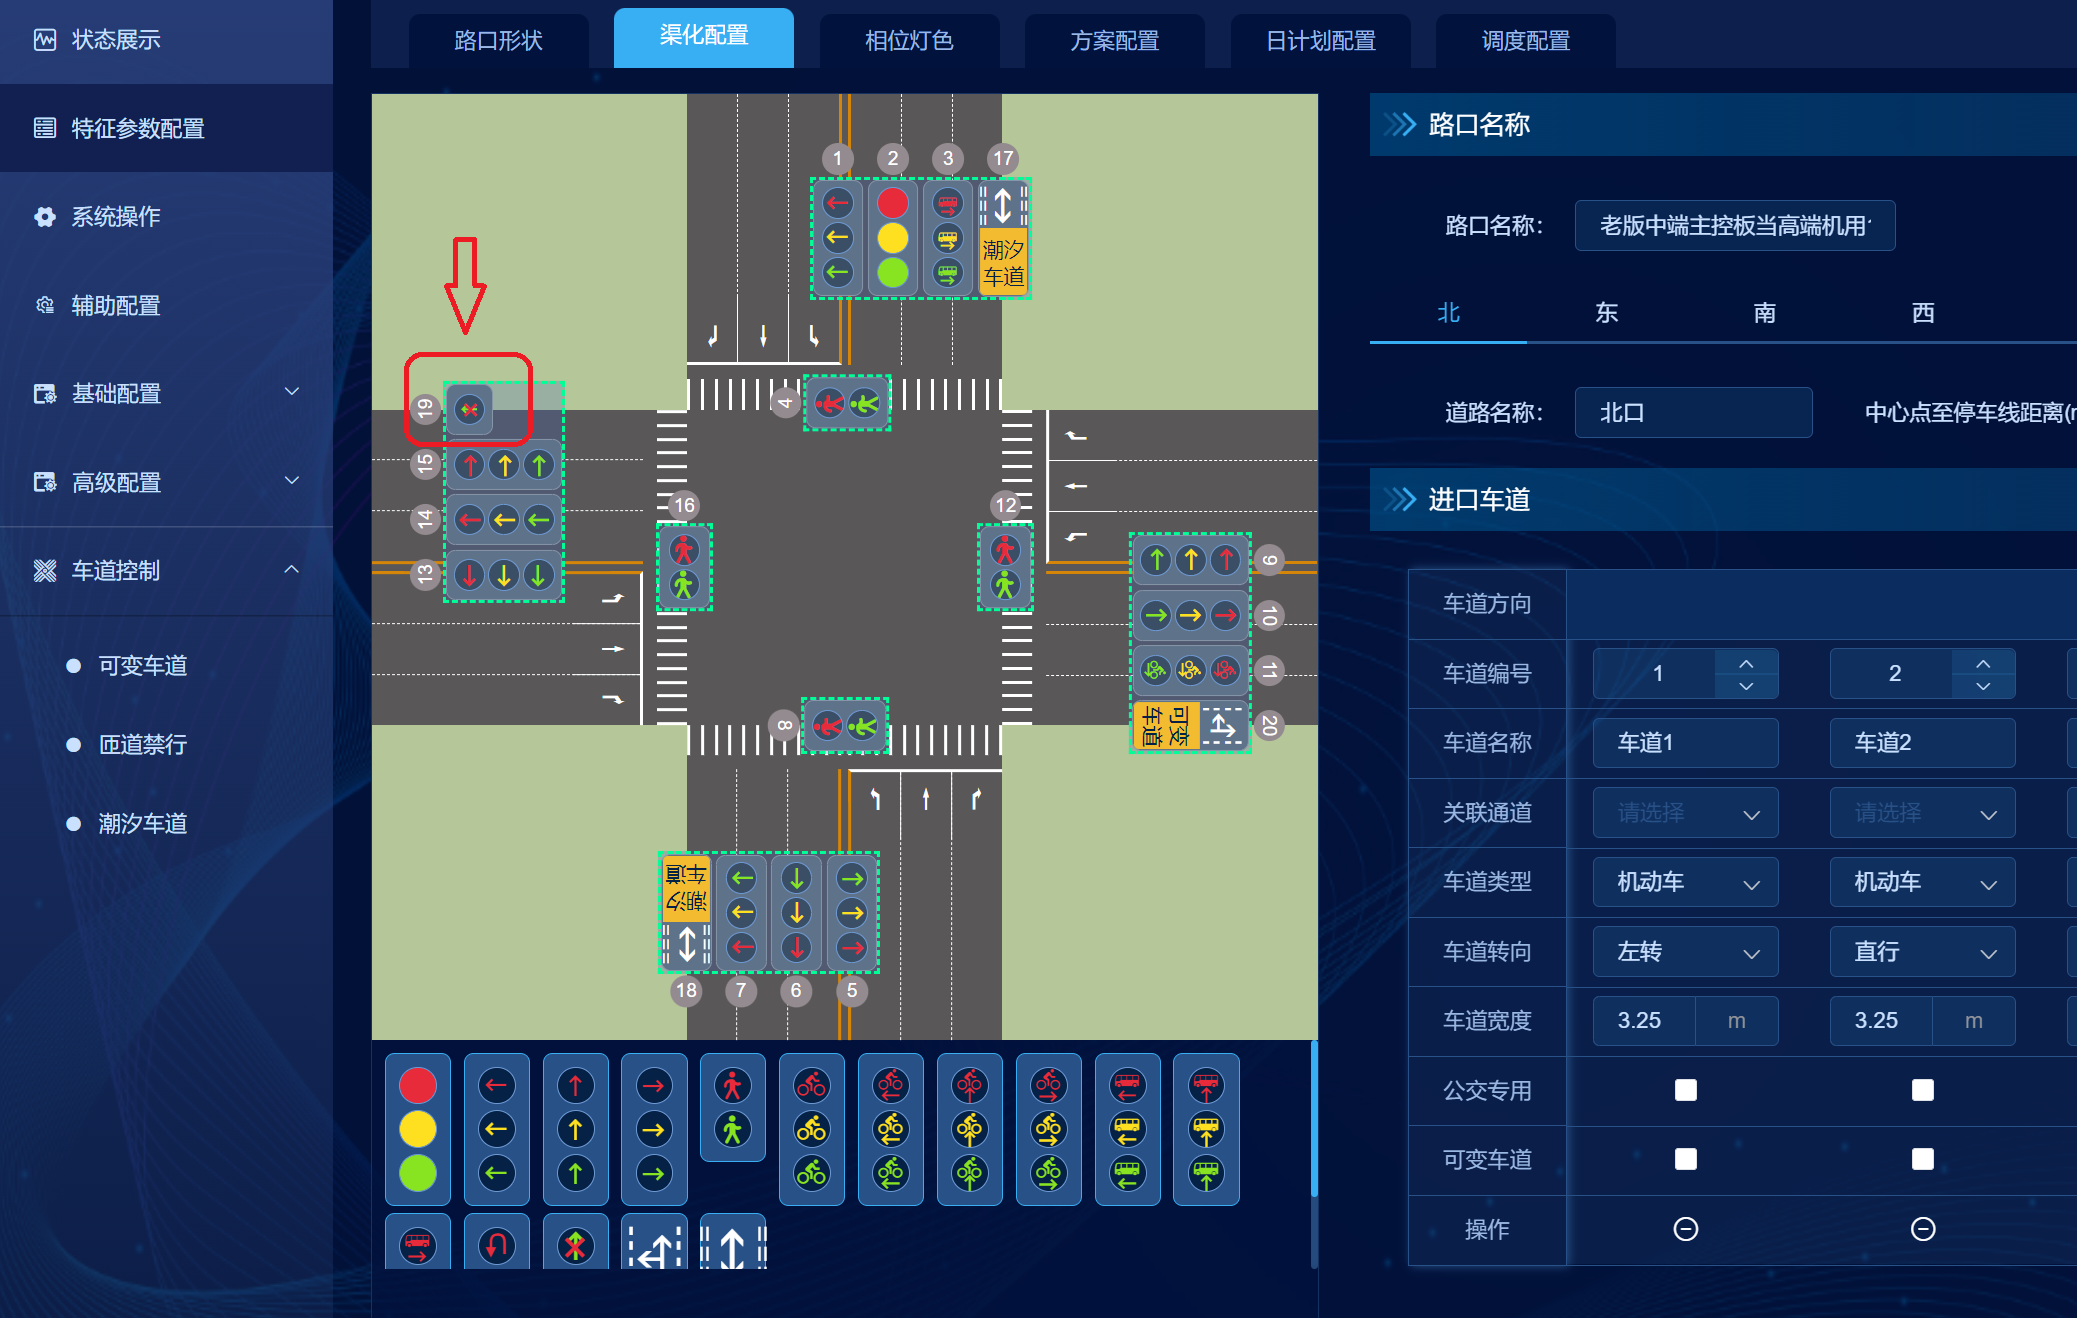 状态展示
特征参数配置
系统操作
辅助配置
基础配置
高级配置
车道控制
可变车道
匝道禁行
潮汐车道
路口形状
渠化配置
相位灯色
方案配置
日计划配置
调度配置
1
2
3
17
潮汐
车道
4
19
15
14
13
16
12
9
10
11
20
可变
车道
8
潮汐
车道
18
7
6
5
路口名称
路口名称：
老版中端主控板当高端机用
北
东
南
西
道路名称：
北口
中心点至停车线距离(
进口车道
车道方向
车道编号
1
2
车道名称
车道1
车道2
关联通道
请选择
请选择
车道类型
机动车
机动车
车道转向
左转
直行
车道宽度
3.25
m
3.25
m
公交专用
可变车道
操作